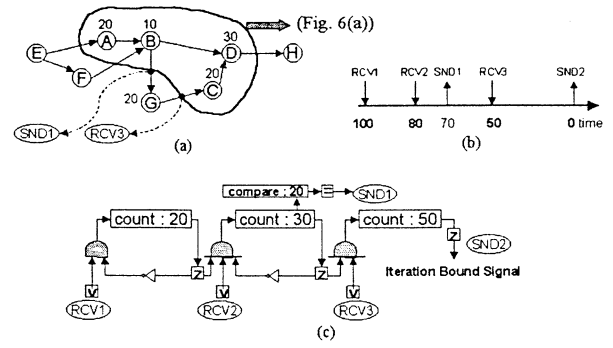 (Fig. 6(a))
20 10 30
A B D H
E F
20 G 20 C
SND1 RCV3
(a)
RCV1 RCV2 SND1 RCV3 SND2
100 80 70 50 0 time
(b)
compare : 20 = SND1
count : 20 count : 30 count : 50
z z z SND2
Iteration Bound Signal
v v v
RCV1 RCV2 RCV3
(c)